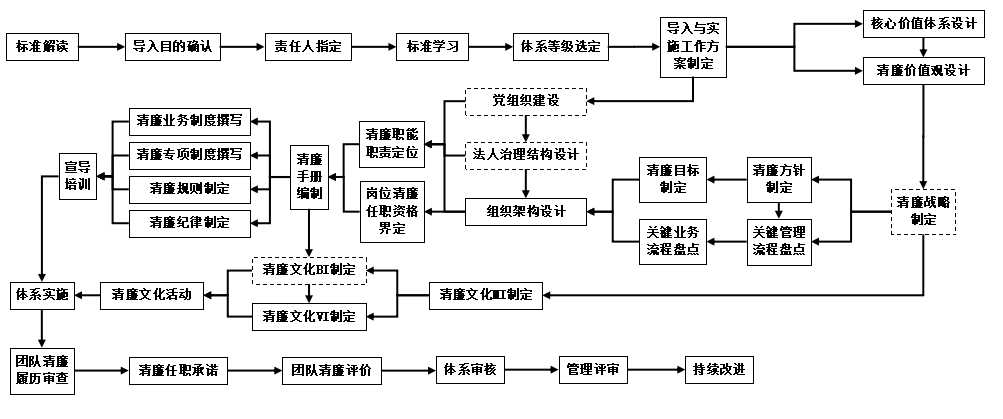 标准解读
导入目的确认
责任人指定
标准学习
体系等级选定
导入与实
施工作方
案制定
核心价值体系设计
清廉价值观设计
党组织建设
法人治理结构设计
组织架构设计
清廉职能
职责定位
岗位清廉
任职资格
界定
清廉
手册
编制
清廉业务制度撰写
清廉专项制度撰写
清廉规则制定
清廉纪律制定
宣导
培训
清廉目标
制定
清廉方针
制定
关键业务
流程盘点
关键管理
流程盘点
清廉战略
制定
清廉文化BI制定
清廉文化VI制定
清廉文化MI制定
清廉文化活动
体系实施
团队清廉
履历审查
清廉任职承诺
团队清廉评价
体系审核
管理评审
持续改进